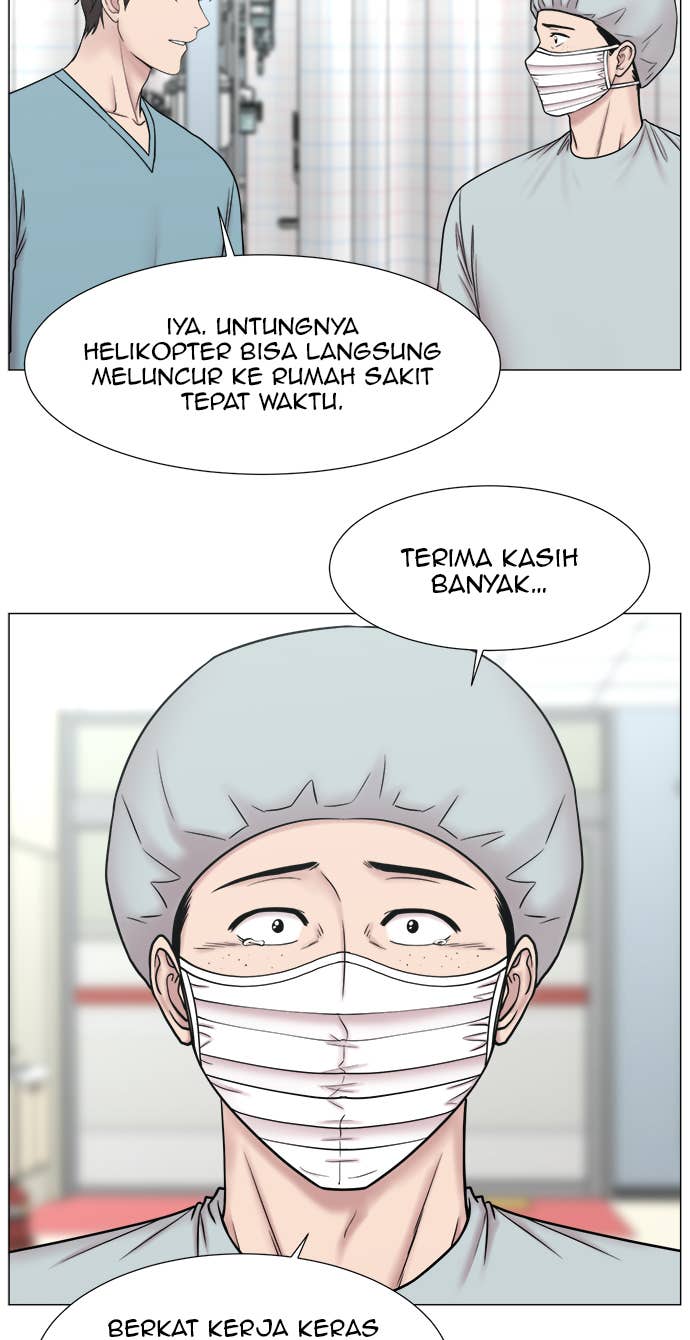 IYA. UNTUNGNYA
HELIKOPTER BISA LANGSUNG
MELUNCUR KE RUMAH SAKIT
TEPAT WAKTU.
TERIMA KASIH
BANYAK...
BERKAT KERJA KERAS